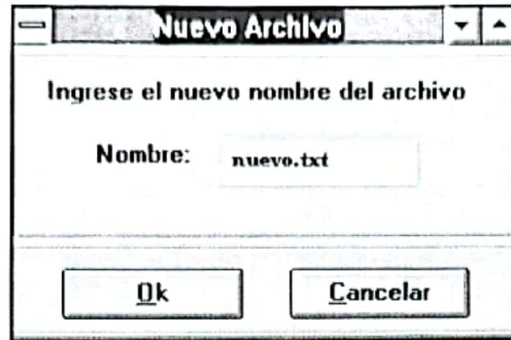 Nuevo Archivo
Ingrese el nuevo nombre del archivo
Nombre: nuevo.txt
Ok Cancelar